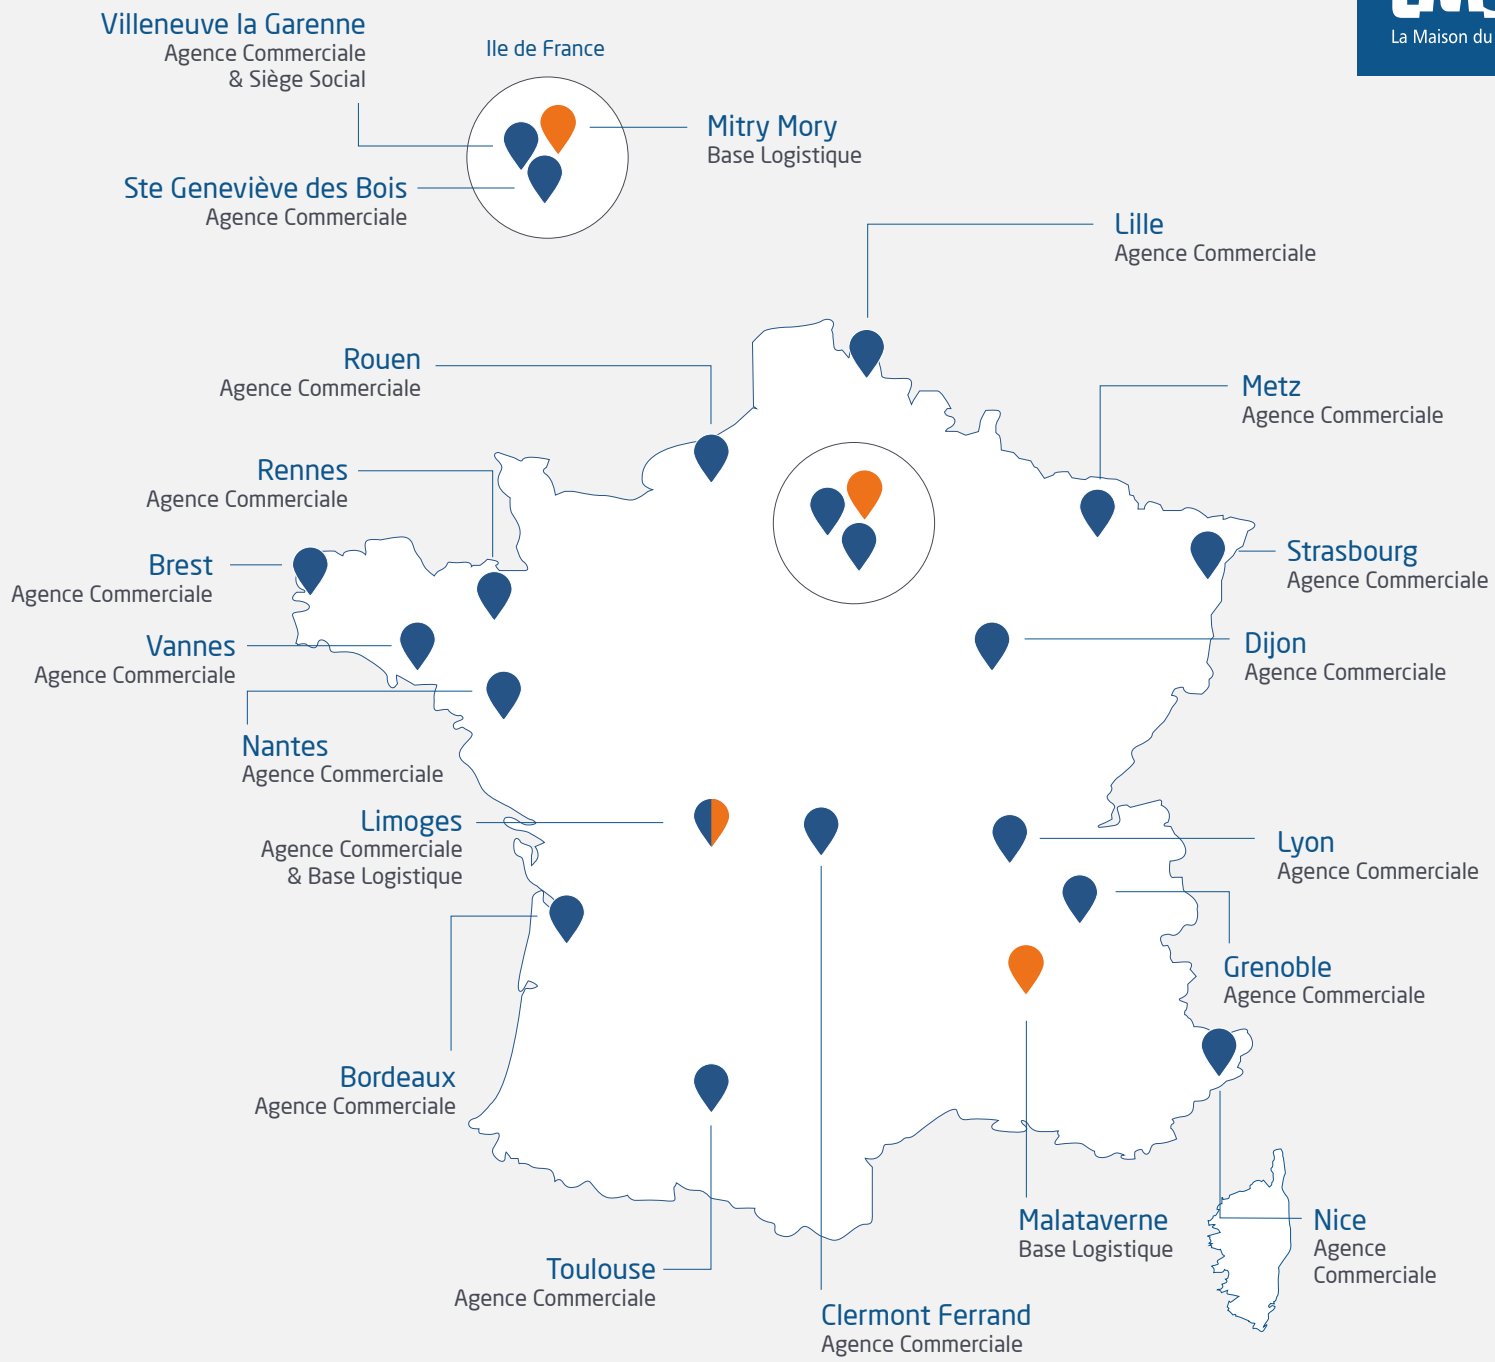 Villeneuve la Garenne
Agence Commerciale
& Siège Social
Ile de France
La Maison du
Mitry Mory
Base Logistique
Ste Geneviève des Bois
Agence Commerciale
Lille
Agence Commerciale
Rouen
Agence Commerciale
Metz
Agence Commerciale
Rennes
Agence Commerciale
Strasbourg
Agence Commerciale
Brest
Agence Commerciale
Vannes
Agence Commerciale
Dijon
Agence Commerciale
Nantes
Agence Commerciale
Limoges
Agence Commerciale
& Base Logistique
Lyon
Agence Commerciale
Grenoble
Agence Commerciale
Bordeaux
Agence Commerciale
Malataverne
Base Logistique
Nice
Agence
Commerciale
Toulouse
Agence Commerciale
Clermont Ferrand
Agence Commerciale